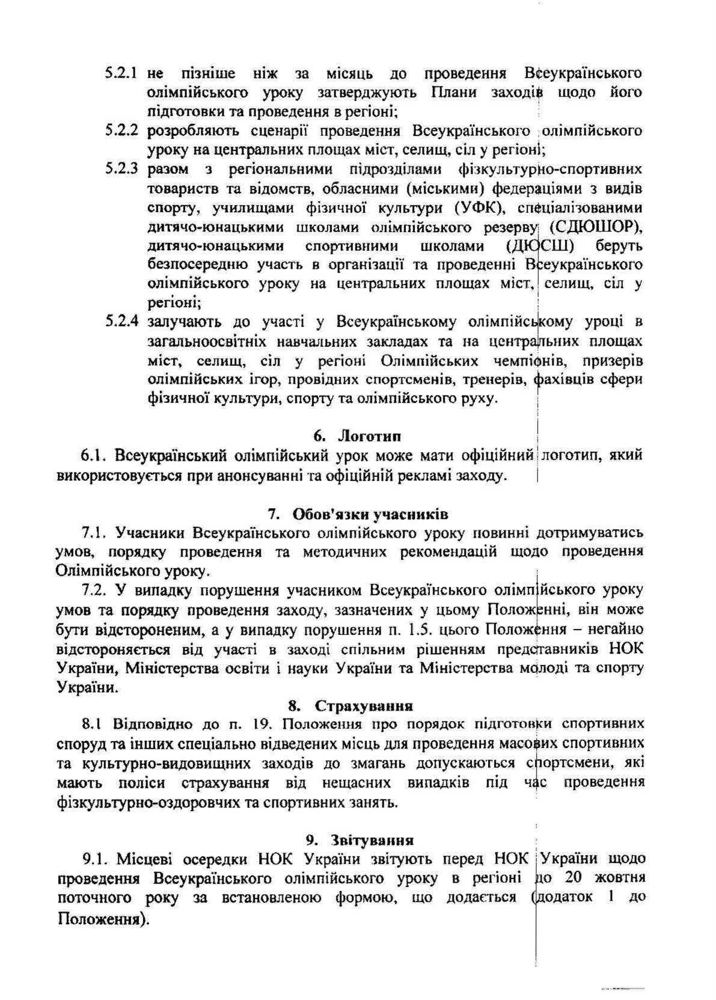 5.2.1 не пізніше ніж за місяць до проведення Всеукраїнського
олімпійського уроку затверджують Плани заходів щодо його
підготовки та проведення в регіоні;
5.2.2 розробляють сценарії проведення Всеукраїнського олімпійського
уроку на центральних площах міст, селищ, сіл у регіоні;
5.2.3 разом з регіональними підрозділами фізкультурно-спортивних
товариств та відомств, обласними (міськими) федераціями з видів
спорту, училищами фізичної культури (УФК), спеціалізованими
дитячо-юнацькими школами олімпійського резерву (СДЮШОР),
дитячо-юнацькими спортивними школами (ДЮСШ) беруть
безпосередню участь в організації та проведенні Всеукраїнського
олімпійського уроку на центральних площах міст, селищ, сіл у
регіоні;
5.2.4 залучають до участі у Всеукраїнському олімпійському уроці в
загальноосвітніх навчальних закладах та на центральних площах
міст, селищ, сіл у регіоні Олімпійських чемпіонів, призерів
олімпійських ігор, провідних спортсменів, тренерів, фахівців сфери
фізичної культури, спорту та олімпійського руху.
6. Логотип
6.1. Всеукраїнський олімпійський урок може мати офіційний логотип, який
використовується при анонсуванні та офіційній рекламі заходу.
7. Обов'язки учасників
7.1. Учасники Всеукраїнського олімпійського уроку повинні дотримуватись
умов, порядку проведення та методичних рекомендацій щодо проведення
Олімпійського уроку.
7.2. У випадку порушення учасником Всеукраїнського олімпійського уроку
умов та порядку проведення заходу, зазначених у цьому Положенні, він може
бути відстороненим, а у випадку порушення п. 1.5. цього Положення – негайно
відстороняється від участі в заході спільним рішенням представників НОК
України, Міністерства освіти і науки України та Міністерства молоді та спорту
України.
8. Страхування
8.1 Відповідно до п. 19. Положення про порядок підготовки спортивних
споруд та інших спеціально відведених місць для проведення масових спортивних
та культурно-видовищних заходів до змагань допускаються спортсмени, які
мають поліси страхування від нещасних випадків під час проведення
фізкультурно-оздоровчих та спортивних занять.
9. Звітування
9.1. Місцеві осередки НОК України звітують перед НОК України щодо
проведення Всеукраїнського олімпійського уроку в регіоні до 20 жовтня
поточного року за встановленою формою, що додається (додаток 1 до
Положення).